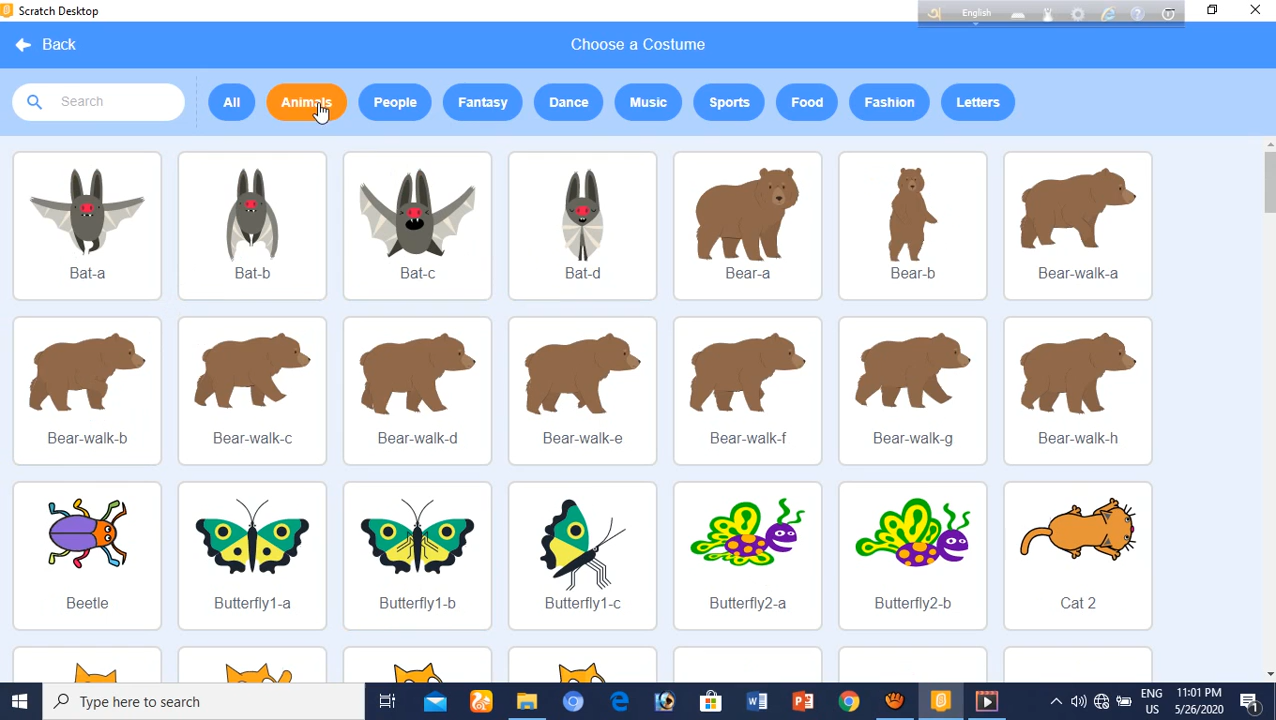 Scratch Desktop
English
Back
Choose a Costume
Search
All
Animals
People
Fantasy
Dance
Music
Sports
Food
Fashion
Letters
Bat-a
Bat-b
Bat-c
Bat-d
Bear-a
Bear-b
Bear-walk-a
Bear-walk-b
Bear-walk-c
Bear-walk-d
Bear-walk-e
Bear-walk-f
Bear-walk-g
Bear-walk-h
Beetle
Butterfly1-a
Butterfly1-b
Butterfly1-c
Butterfly2-a
Butterfly2-b
Cat 2
Type here to search
ENG
US
11:01 PM
5/26/2020
1